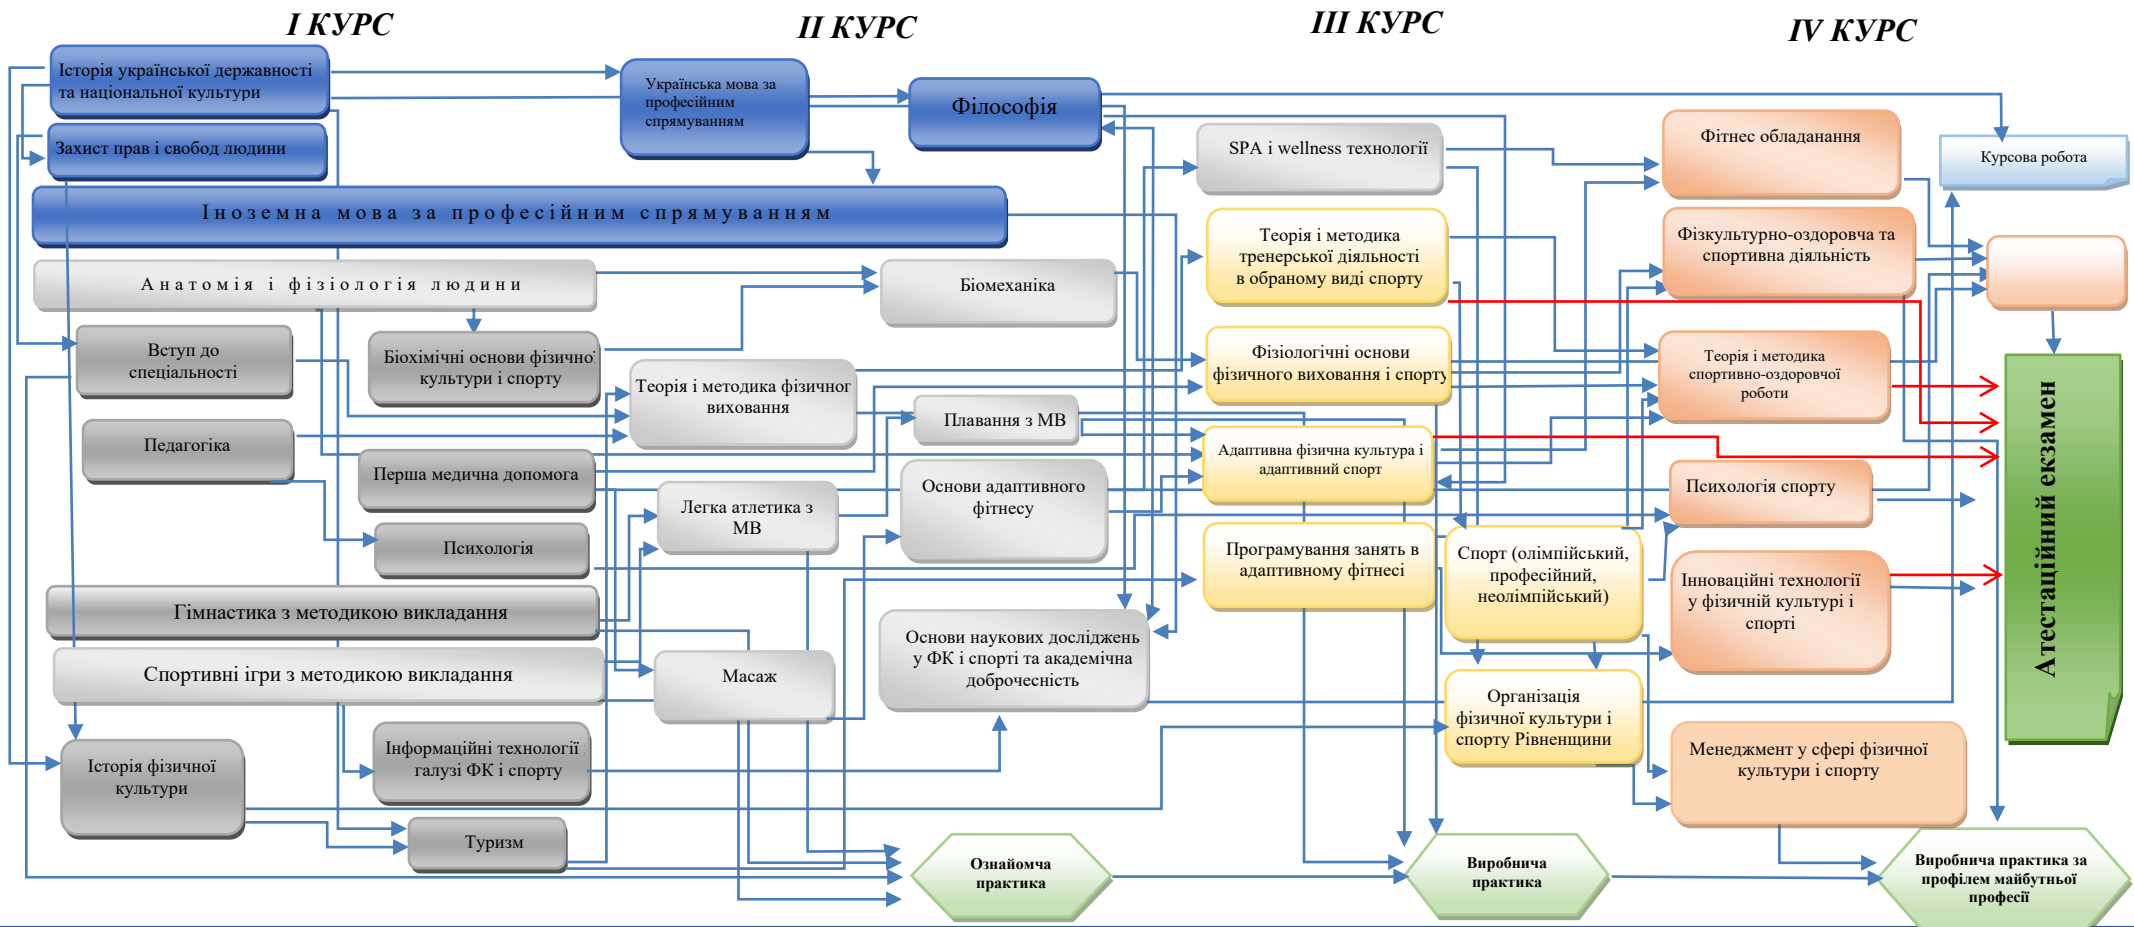 I КУРС
II КУРС
III КУРС
IV КУРС
Історія української державності
та національної культури
Захист прав і свобод людини
Українська мова за
професійним
спрямуванням
Філософія
Іноземна мова за професійним спрямуванням
Анатомія і фізіологія людини
Вступ до
спеціальності
Біохімічні основи фізичної
культури і спорту
Педагогіка
Перша медична допомога
Психологія
Гімнастика з методикою викладання
Спортивні ігри з методикою викладання
Історія фізичної
культури
Інформаційні технології
галузі ФК і спорту
Туризм
Теорія і методика фізичног
виховання
Легка атлетика з
МВ
Масаж
Біомеханіка
Плавання з МВ
Основи адаптивного
фітнесу
Основи наукових досліджень
у ФК і спорті та академічна
доброчесність
Ознайомча
практика
SPA і wellness технології
Теорія і методика
тренерської діяльності
в обраному виді спорту
Фізіологічні основи
фізичного виховання і спорту
Адаптивна фізична культура і
адаптивний спорт
Програмування занять в
адаптивному фітнесі
Спорт (олімпійський,
професійний,
неолімпійський)
Організація
фізичної культури і
спорту Рівненщини
Виробнича
практика
Фітнес обладанання
Фізкультурно-оздоровча та
спортивна діяльність
Теорія і методика
спортивно-оздоровчої
роботи
Психологія спорту
Інноваційні технології
у фізичній культурі і
спорті
Менеджмент у сфері фізичної
культури і спорту
Виробнича практика за
профілем майбутньої
професії
Курсова робота
Атестаційний екзамен